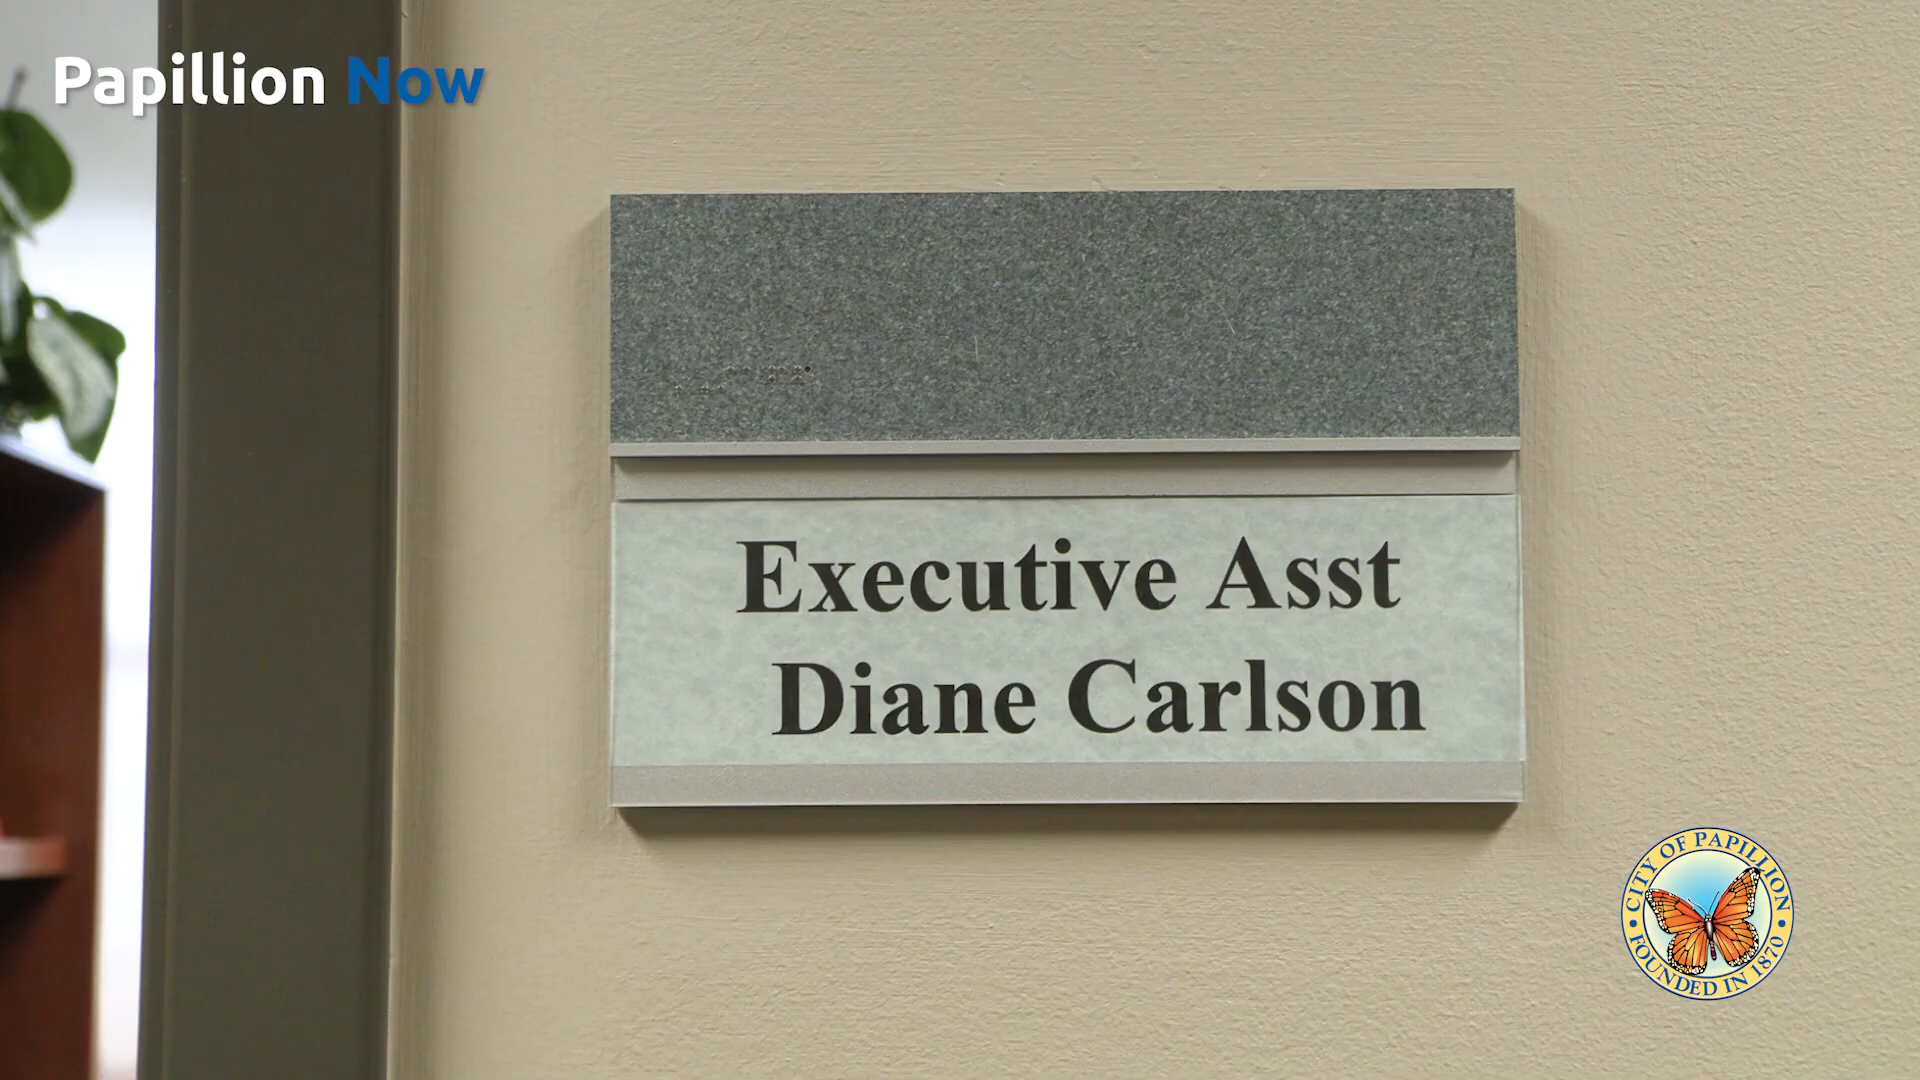 Papillion Now
Executive Asst
Diane Carlson
CITY OF PAPILLION
FOUNDED IN 1870